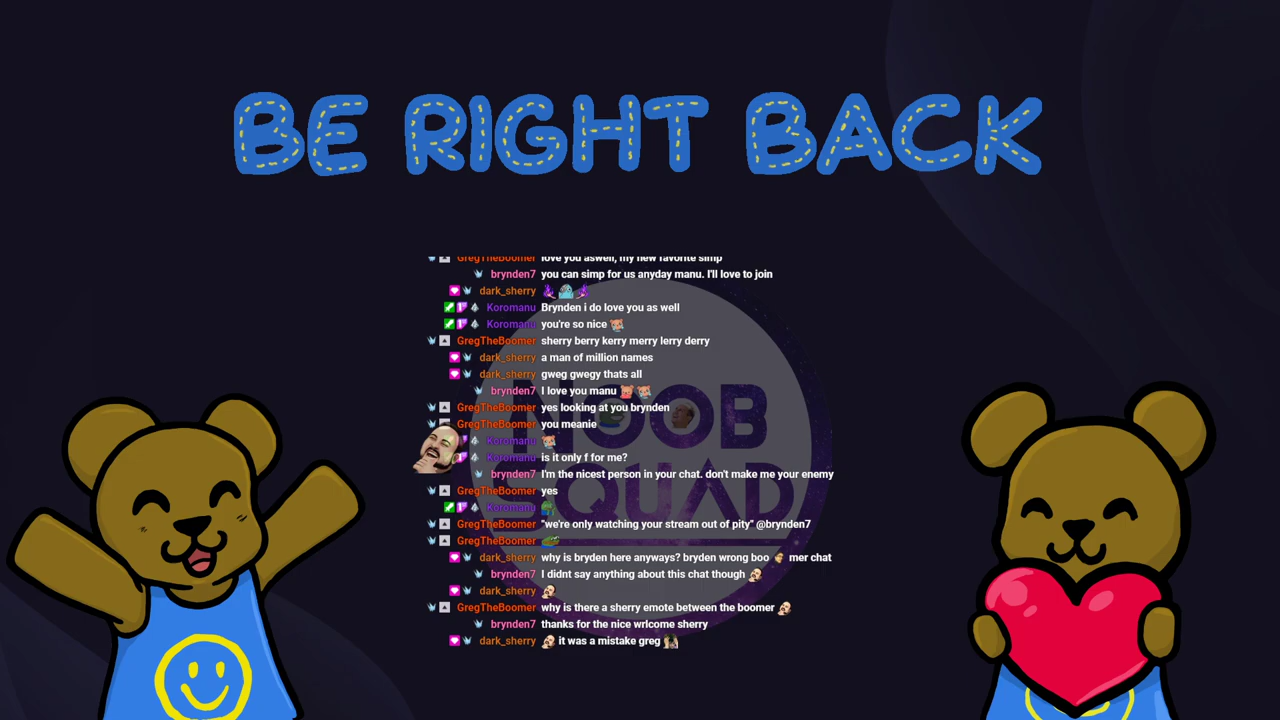 BE RIGHT BACK
GregTheBoomer love you aswell, my new favorite simp
brynden7 you can simp for us anyday manu. I'll love to join
dark_sherry
Koromanu Brynden i do love you as well
Koromanu you're so nice
GregTheBoomer sherry berry kerry merry lerry derry
dark_sherry a man of million names
dark_sherry gweg gwegy thats all
brynden7 I love you manu
GregTheBoomer yes looking at you brynden
GregTheBoomer you meanie
Koromanu
Koromanu is it only f for me?
brynden7 I'm the nicest person in your chat. don't make me your enemy
GregTheBoomer yes
Koromanu
GregTheBoomer "we're only watching your stream out of pity" @brynden7
GregTheBoomer
dark_sherry why is bryden here anyways? bryden wrong boo mer chat
brynden7 I didnt say anything about this chat though
dark_sherry
GregTheBoomer why is there a sherry emote between the boomer
brynden7 thanks for the nice wrlcome sherry
dark_sherry it was a mistake greg
NOOB
SQUAD